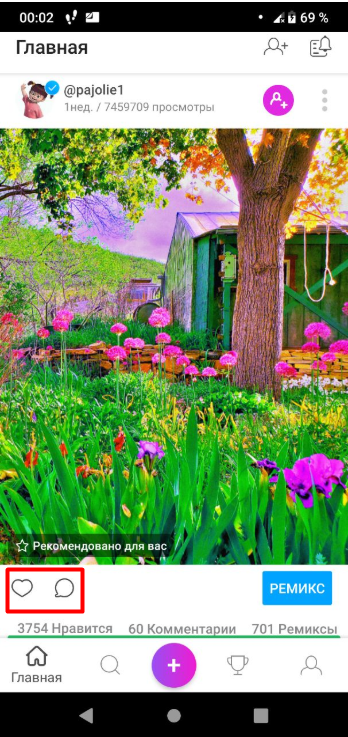 00:02 69 %
Главная
@pajolie1
1нед. / 7459709 просмотры
Рекомендовано для вас
РЕМИКС
3754 Нравится 60 Комментарии 701 Ремиксы
Главная